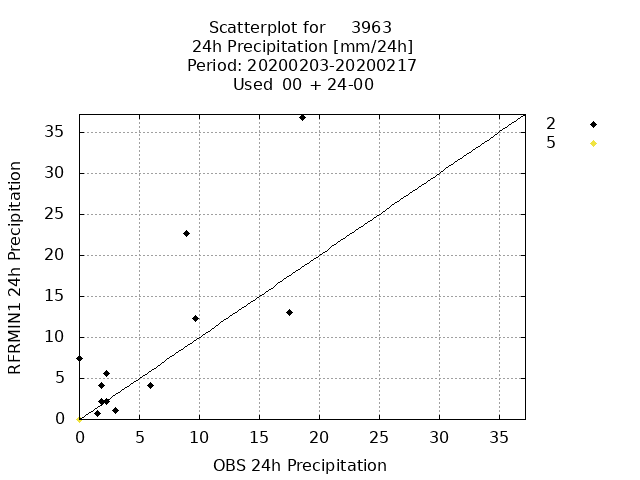 Scatterplot for 3963
24h Precipitation [mm/24h]
Period: 20200203-20200217
Used 00 + 24-00
2
5
RFRMIN1 24h Precipitation
35
30
25
20
15
10
5
0
0 5 10 15 20 25 30 35
OBS 24h Precipitation